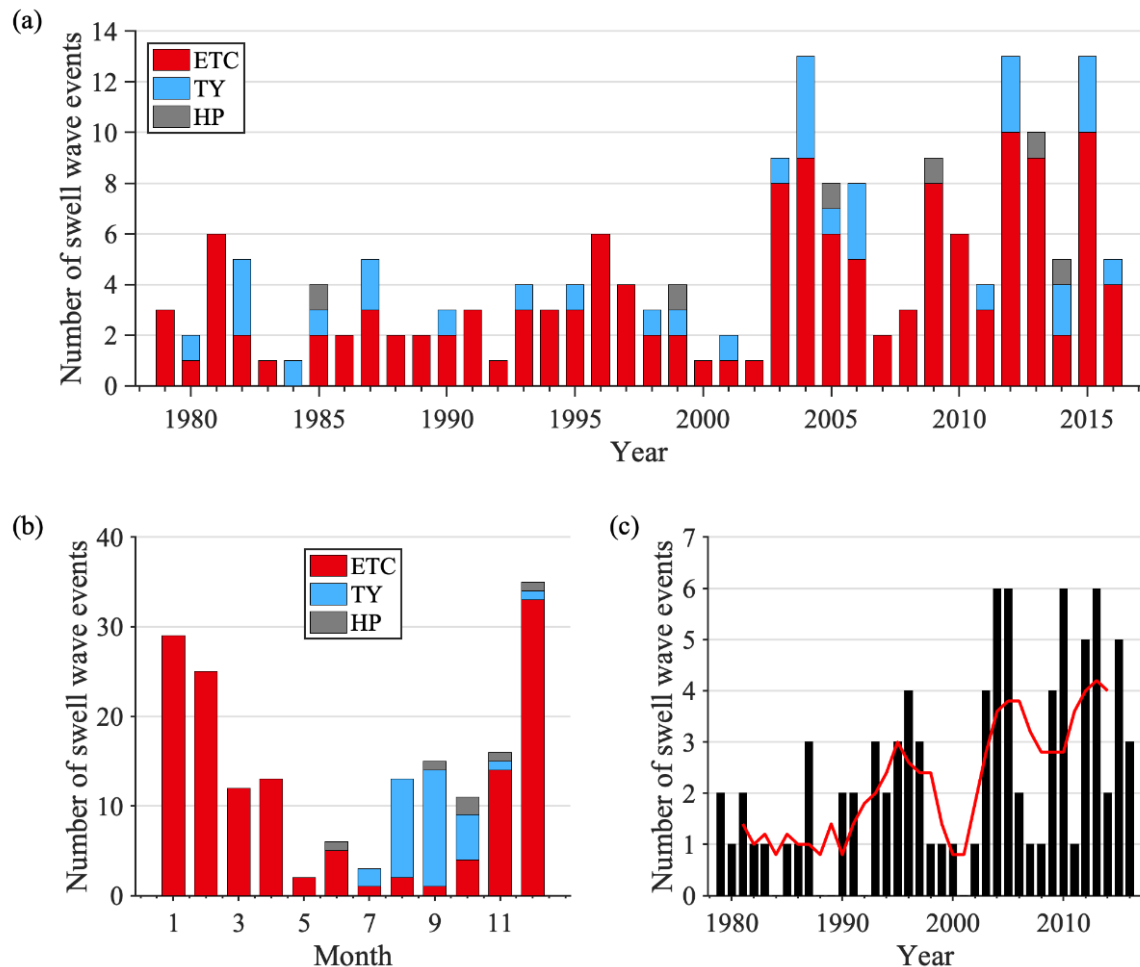 (a)
14
12
10
8
6
4
2
0
Number of swell wave events
ETC
TY
HP
1980 1985 1990 1995 2000 2005 2010 2015
Year
(b)
40
30
20
10
0
Number of swell wave events
ETC
TY
HP
1 3 5 7 9 11
Month
(c)
7
6
5
4
3
2
1
0
Number of swell wave events
1980 1990 2000 2010
Year